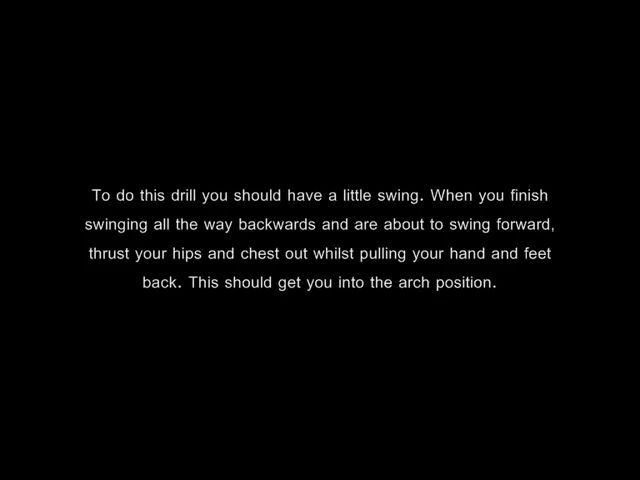 To do this drill you should have a little swing. When you finish
swinging all the way backwards and are about to swing forward,
thrust your hips and chest out whilst pulling your hand and feet
back. This should get you into the arch position.